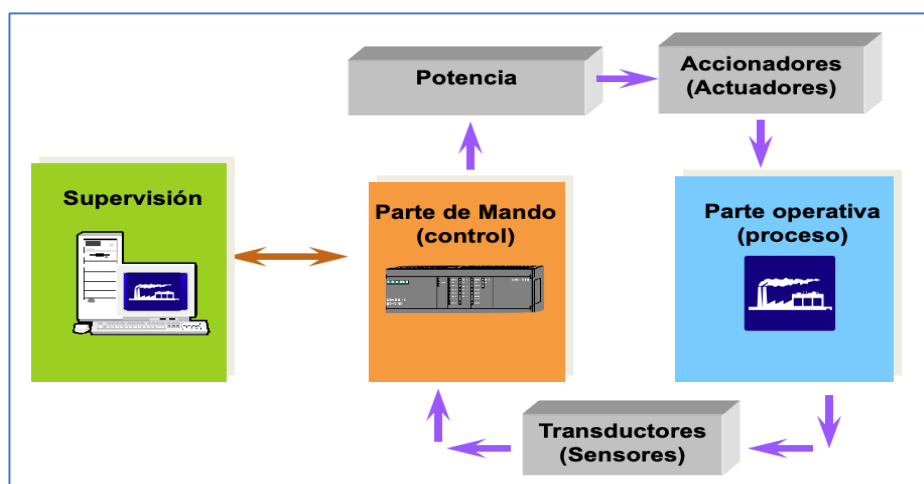 Potencia
Accionadores
(Actuadores)
Supervisión
Parte de Mando
(control)
Parte operativa
(proceso)
Transductores
(Sensores)